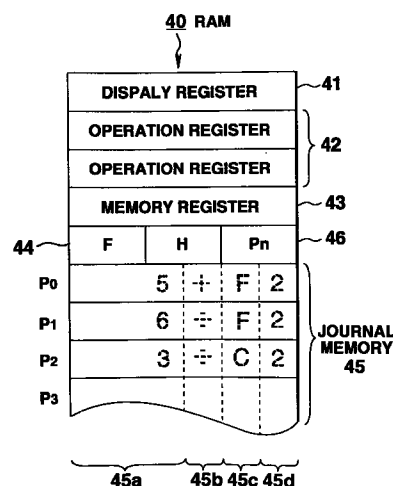 40 RAM
DISPALY REGISTER 41
OPERATION REGISTER
42
OPERATION REGISTER
MEMORY REGISTER 43
44 F H Pn 46
P0 5 + F 2
P1 6 ÷ F 2
P2 3 ÷ C 2
P3
JOURNAL
MEMORY
45
45a 45b 45c 45d